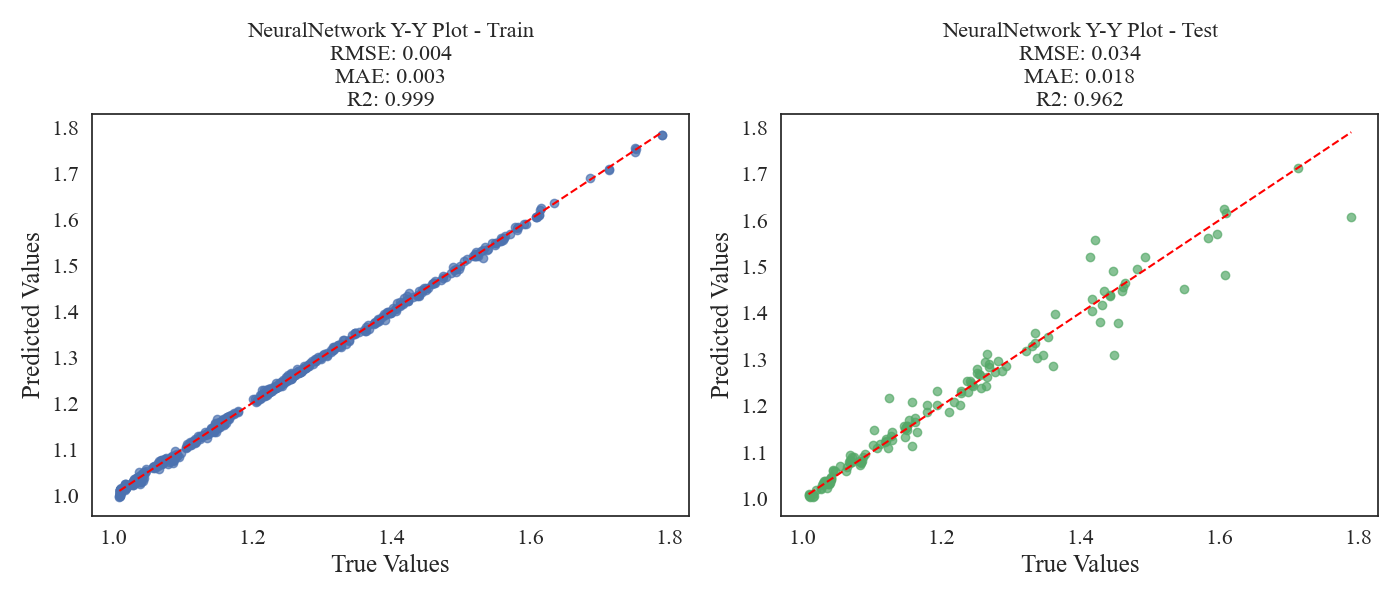 NeuralNetwork Y-Y Plot - Train
RMSE: 0.004
MAE: 0.003
R2: 0.999
1.8
1.7
1.6
1.5
1.4
1.3
1.2
1.1
1.0
Predicted Values
1.0 1.2 1.4 1.6 1.8
True Values
NeuralNetwork Y-Y Plot - Test
RMSE: 0.034
MAE: 0.018
R2: 0.962
1.8
1.7
1.6
1.5
1.4
1.3
1.2
1.1
1.0
Predicted Values
1.0 1.2 1.4 1.6 1.8
True Values